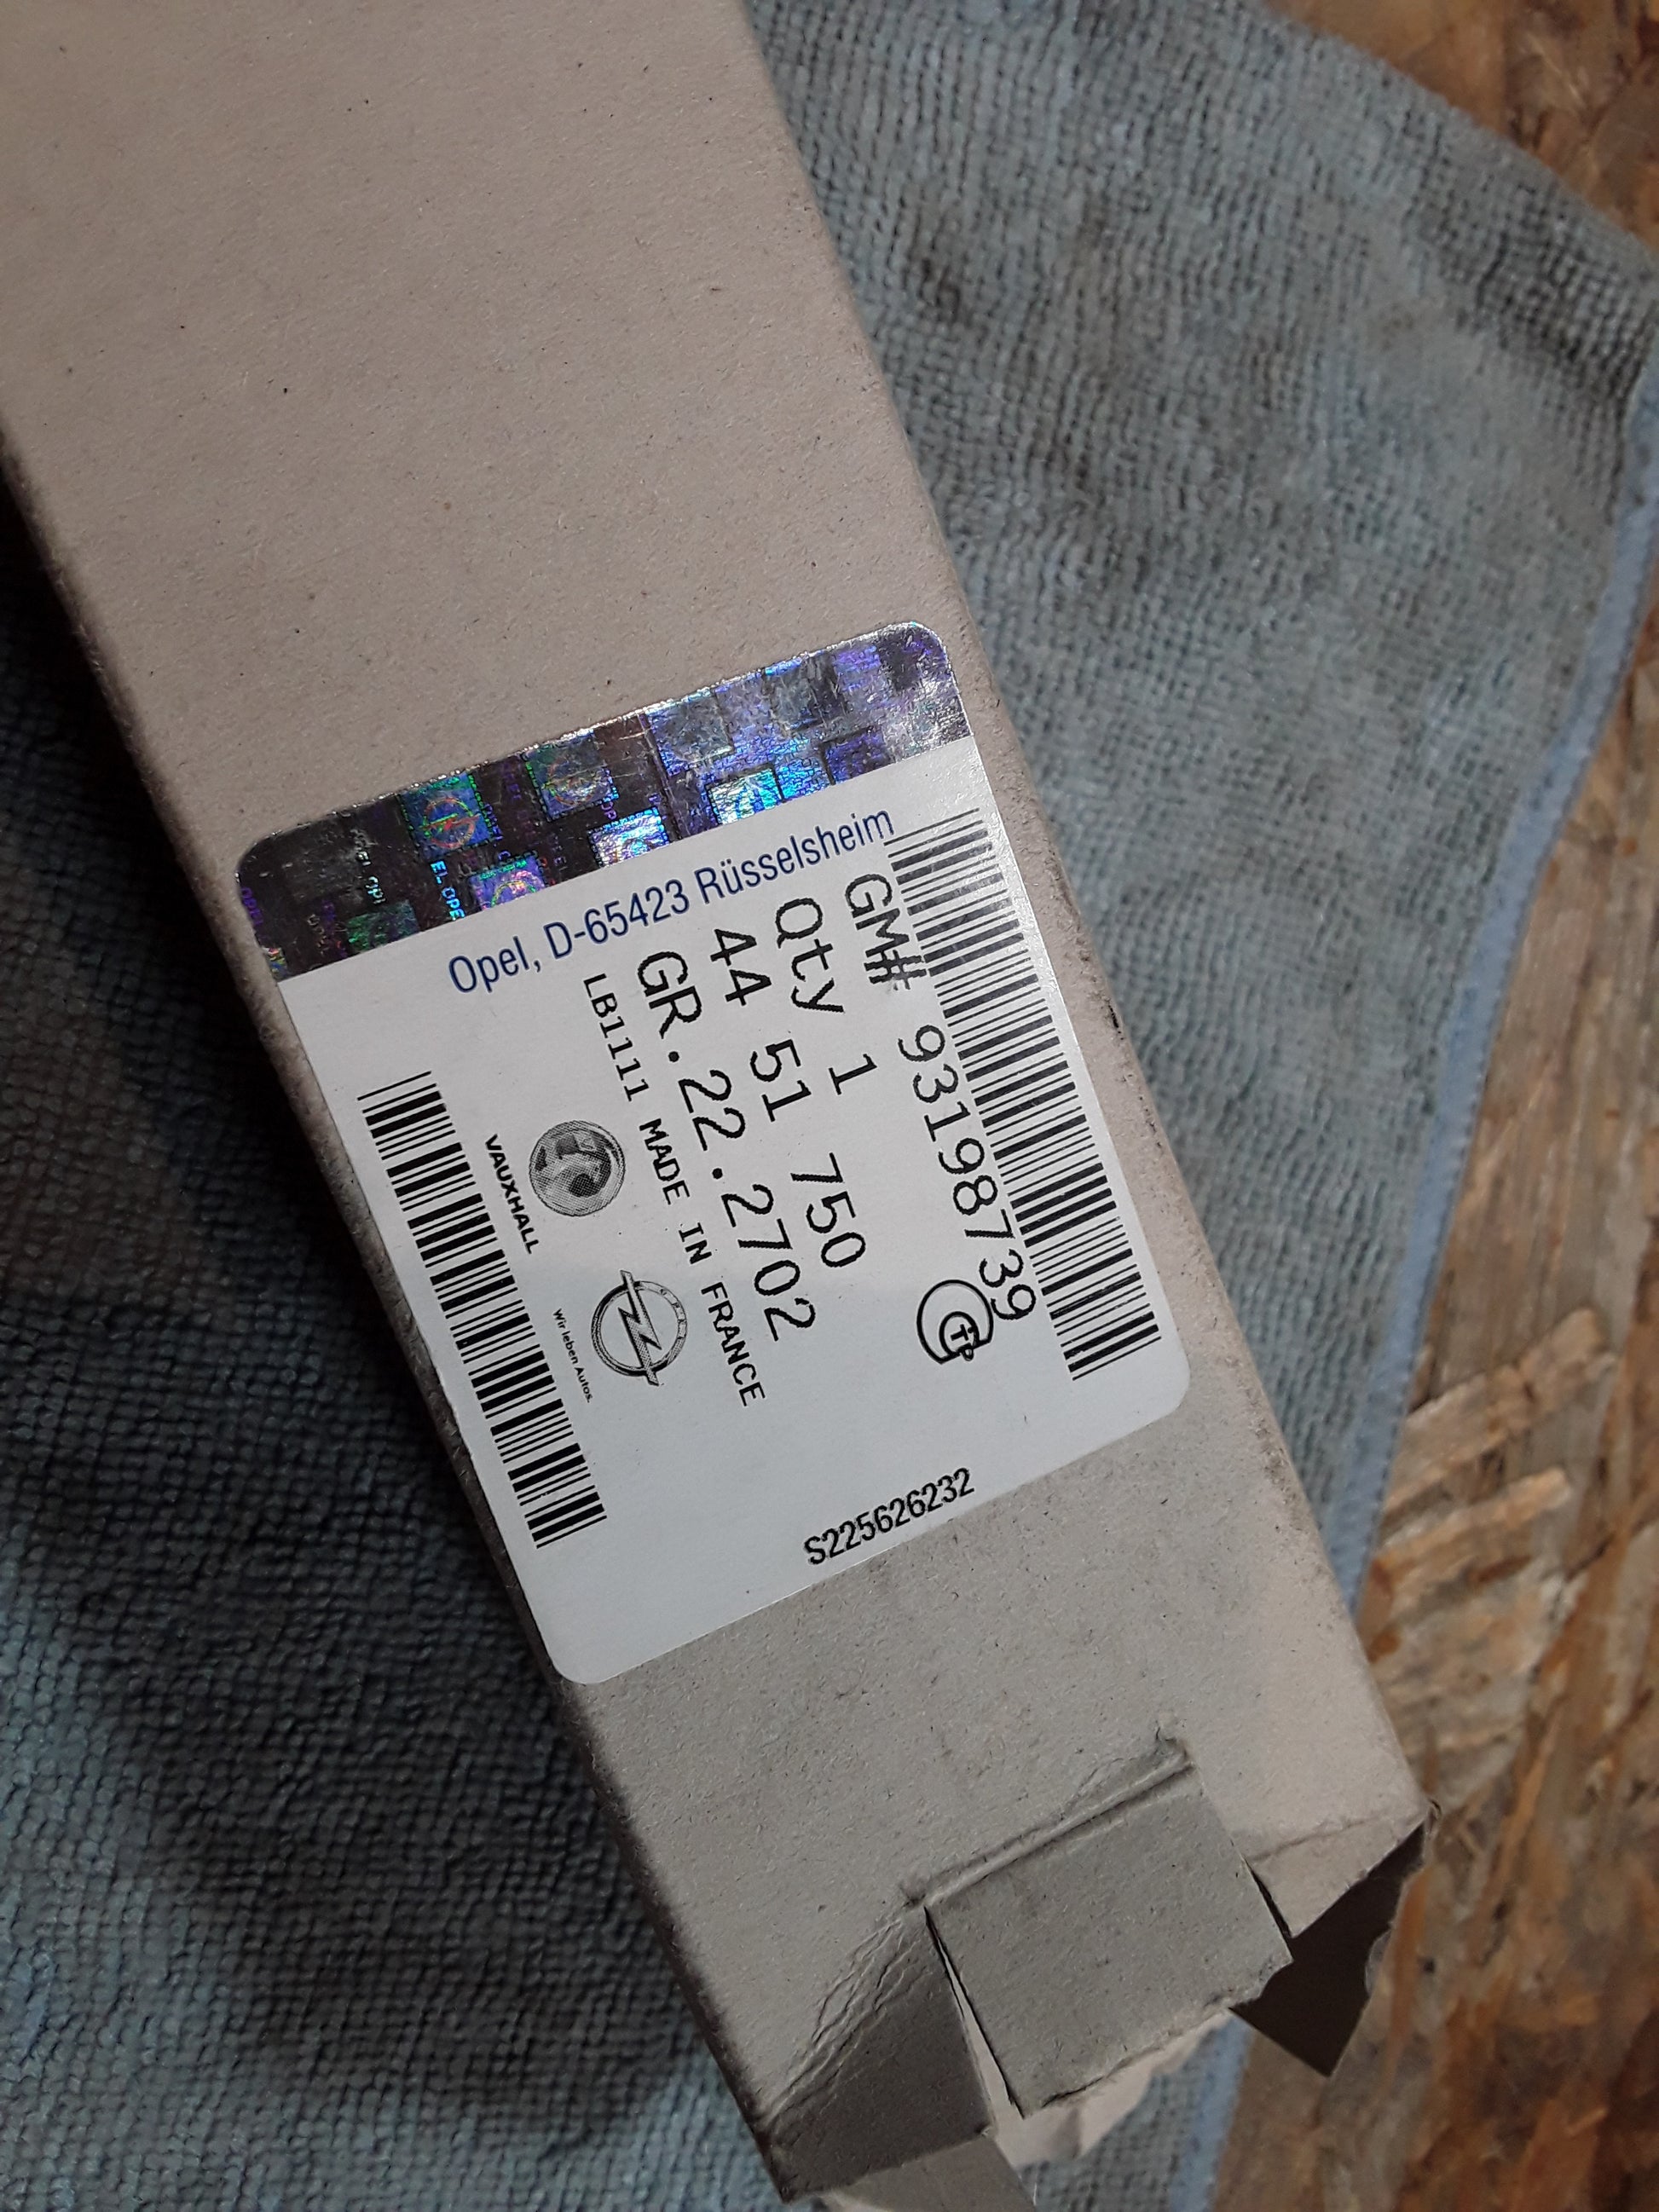 Opel, D-65423 Rüsselsheim
GM# 93198739
Qty 1
44 51 750
GR.22.2702
LB1111 MADE IN FRANCE
VAUXHALL
OPEL
Wir leben Autos.
S225626232